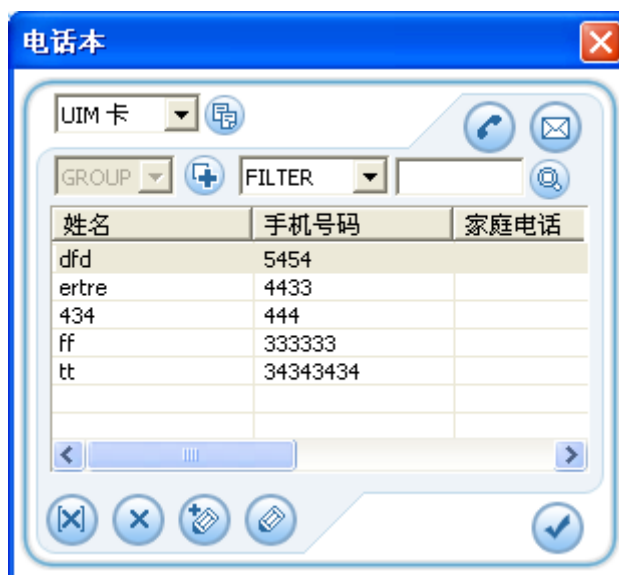 电话本
UIM 卡
GROUP FILTER
姓名 手机号码 家庭电话
dfd 5454
ertre 4433
434 444
ff 333333
tt 34343434